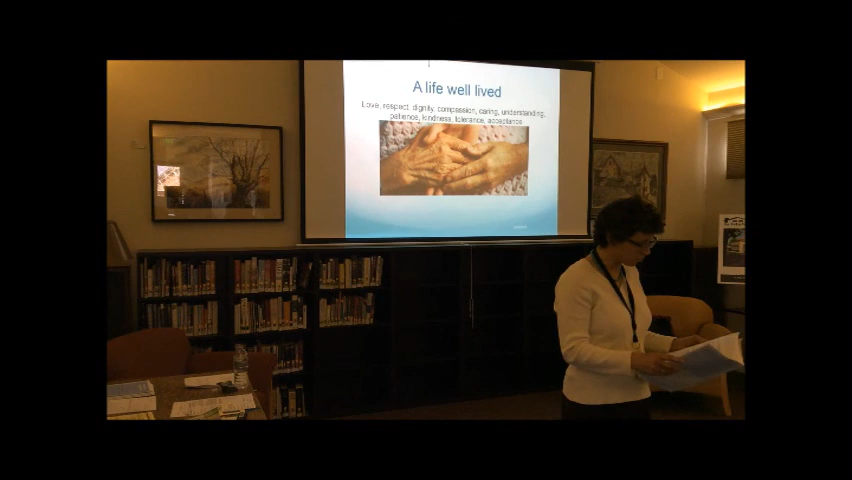 A life well lived
Love, respect, dignity, compassion, caring, understanding,
patience, kindness, tolerance, acceptance